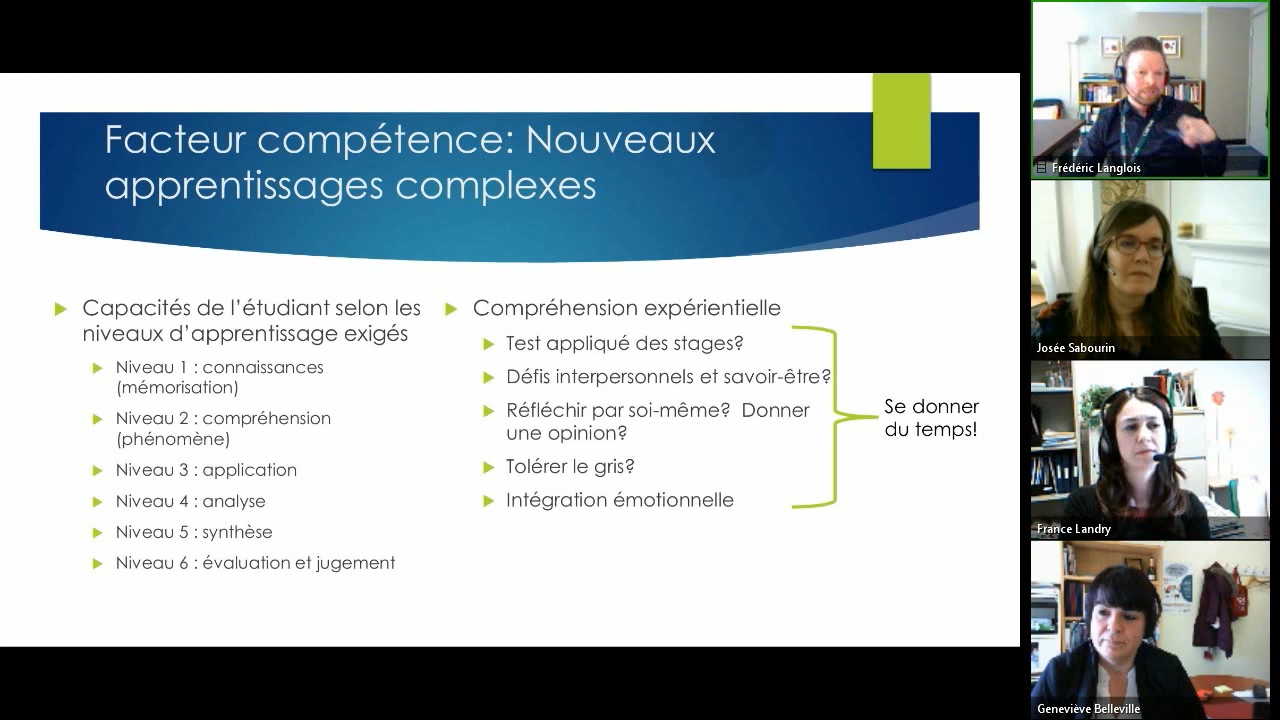 Facteur compétence: Nouveaux
apprentissages complexes
Capacités de l'étudiant selon les
niveaux d'apprentissage exigés
Niveau 1 : connaissances
(mémorisation)
Niveau 2 : compréhension
(phénomène)
Niveau 3 : application
Niveau 4 : analyse
Niveau 5 : synthèse
Niveau 6 : évaluation et jugement
Compréhension expérientielle
Test appliqué des stages?
Défis interpersonnels et savoir-être?
Réfléchir par soi-même?  Donner
une opinion?
Tolérer le gris?
Intégration émotionnelle
Se donner
du temps!
Frédéric Langlois
Josée Sabourin
France Landry
Geneviève Belleville